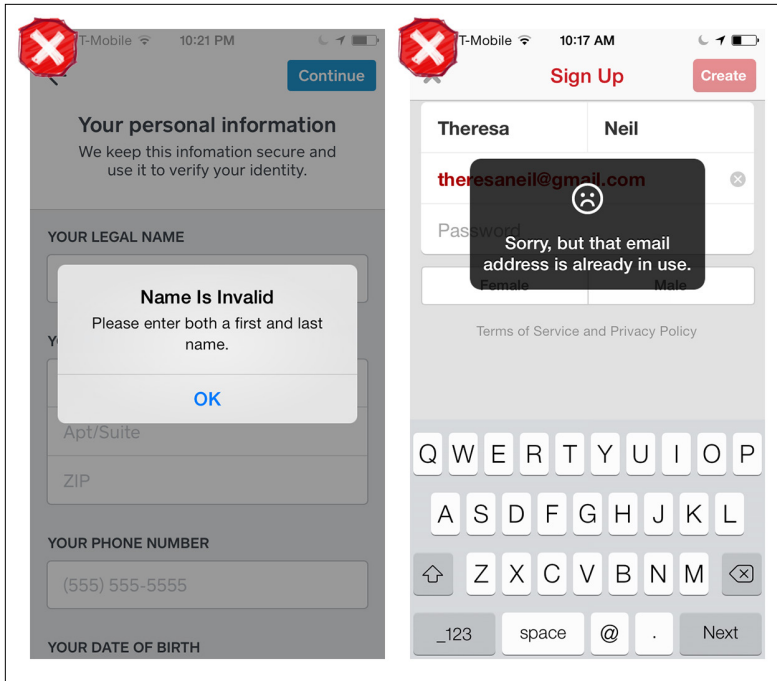 T-Mobile 10:21 PM
Continue
Your personal information
We keep this infomation secure and
use it to verify your identity.
YOUR LEGAL NAME
Name Is Invalid
Please enter both a first and last
name.
OK
Y
Apt/Suite
ZIP
YOUR PHONE NUMBER
(555) 555-5555
YOUR DATE OF BIRTH
T-Mobile 10:17 AM
Sign Up
Create
Theresa Neil
theresaneil@gmail.com
Password
Sorry, but that email
address is already in use.
Female Male
Terms of Service and Privacy Policy
Q W E R T Y U I O P
A S D F G H J K L
Z X C V B N M
_123 space @ . Next